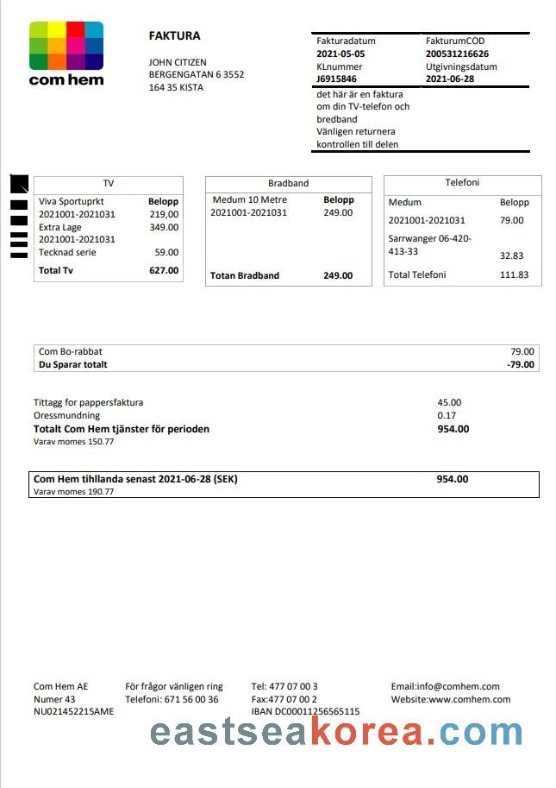 com hem
FAKTURA
JOHN CITIZEN
BERGENGATAN 6 3552
164 35 KISTA
Fakturadatum FakturumCOD
2021-05-05 200531216626
KLnummer Utgivningsdatum
J6915846 2021-06-28
det här är en faktura
om din TV-telefon och
bredband
Vänligen returnera
kontrollen till delen
TV
Viva Sportuprkt Belopp
2021001-2021031 219,00
Extra Lage 349.00
2021001-2021031
Tecknad serie 59.00
Total Tv 627.00
Bradband
Medum 10 Metre Belopp
2021001-2021031 249.00
Totan Bradband 249.00
Telefoni
Medum Belopp
2021001-2021031 79.00
Sarrwanger 06-420-
413-33 32.83
Total Telefoni 111.83
Com Bo-rabbat 79.00
Du Sparar totalt -79.00
Tittagg for pappersfaktura 45.00
Oressmundning 0.17
Totalt Com Hem tjänster för perioden 954.00
Varav momes 150.77
Com Hem tihllanda senast 2021-06-28 (SEK) 954.00
Varav momes 190.77
Com Hem AE
Numer 43
NU021452215AME
För frågor vänligen ring
Telefoni: 671 56 00 36
Tel: 477 07 00 3
Fax:477 07 00 2
IBAN DC00011256565115
Email:info@comhem.com
Website:www.comhem.com
eastseakorea.com